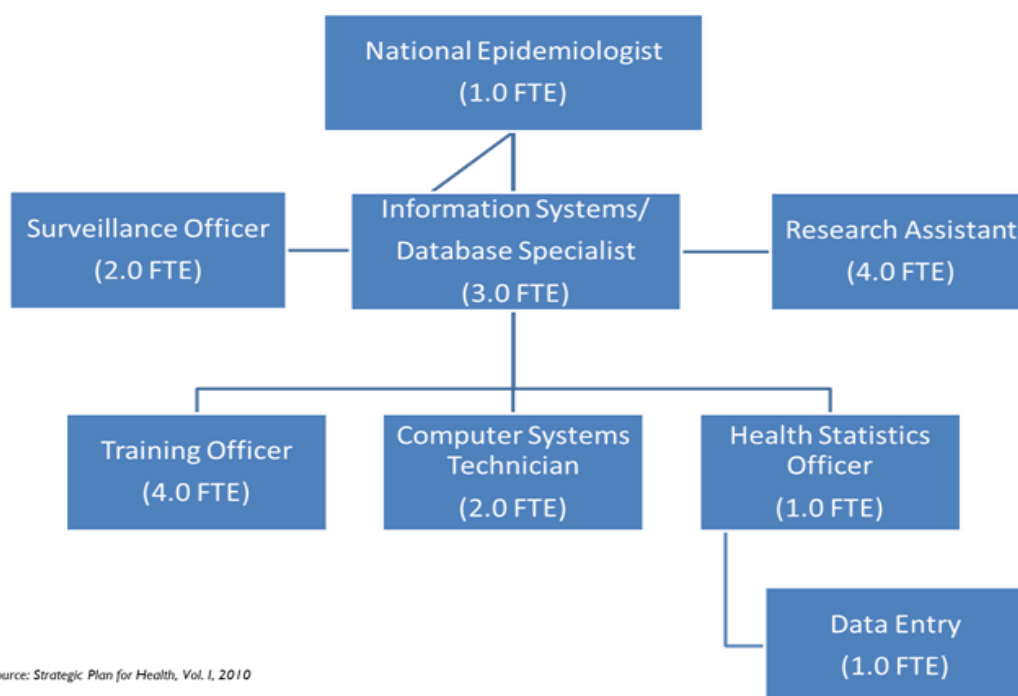 National Epidemiologist
(1.0 FTE)
Surveillance Officer
(2.0 FTE)
Information Systems/
Database Specialist
(3.0 FTE)
Research Assistant
(4.0 FTE)
Training Officer
(4.0 FTE)
Computer Systems
Technician
(2.0 FTE)
Health Statistics
Officer
(1.0 FTE)
Data Entry
(1.0 FTE)
ource: Strategic Plan for Health, Vol. I, 2010